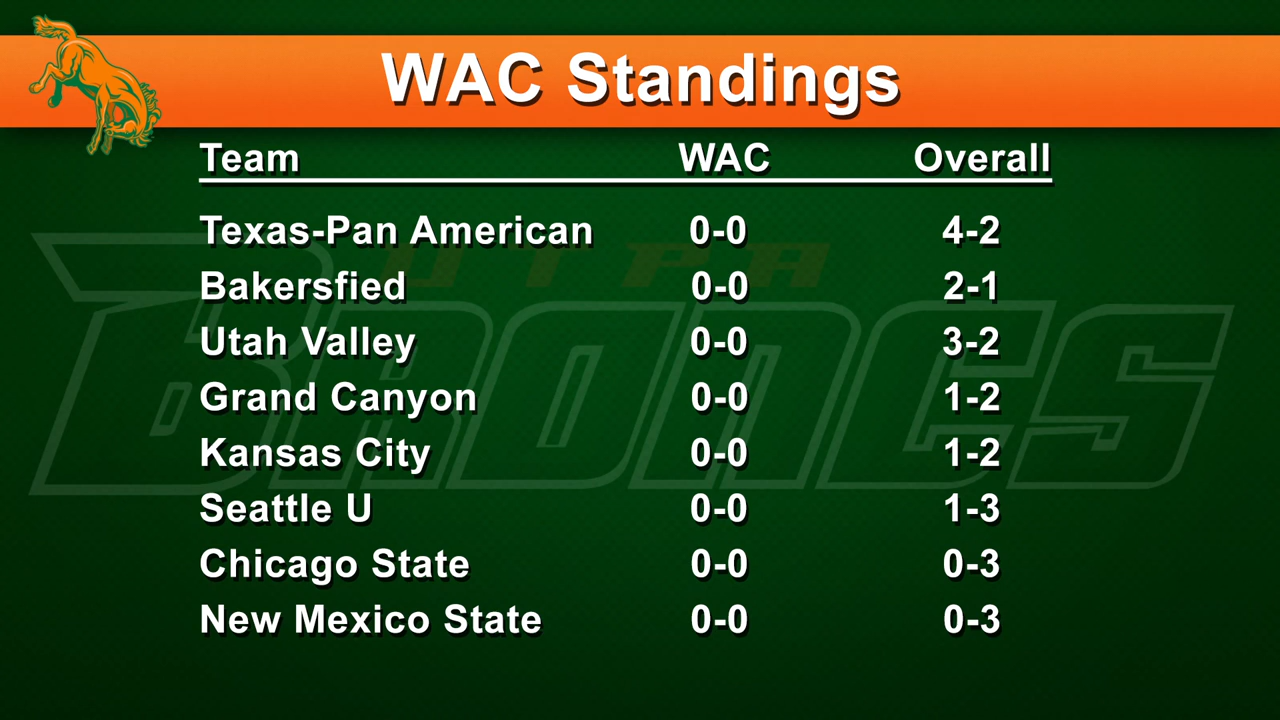 WAC Standings
Team WAC Overall
Texas-Pan American 0-0 4-2
Bakersfied 0-0 2-1
Utah Valley 0-0 3-2
Grand Canyon 0-0 1-2
Kansas City 0-0 1-2
Seattle U 0-0 1-3
Chicago State 0-0 0-3
New Mexico State 0-0 0-3
UTPA
BRONCS